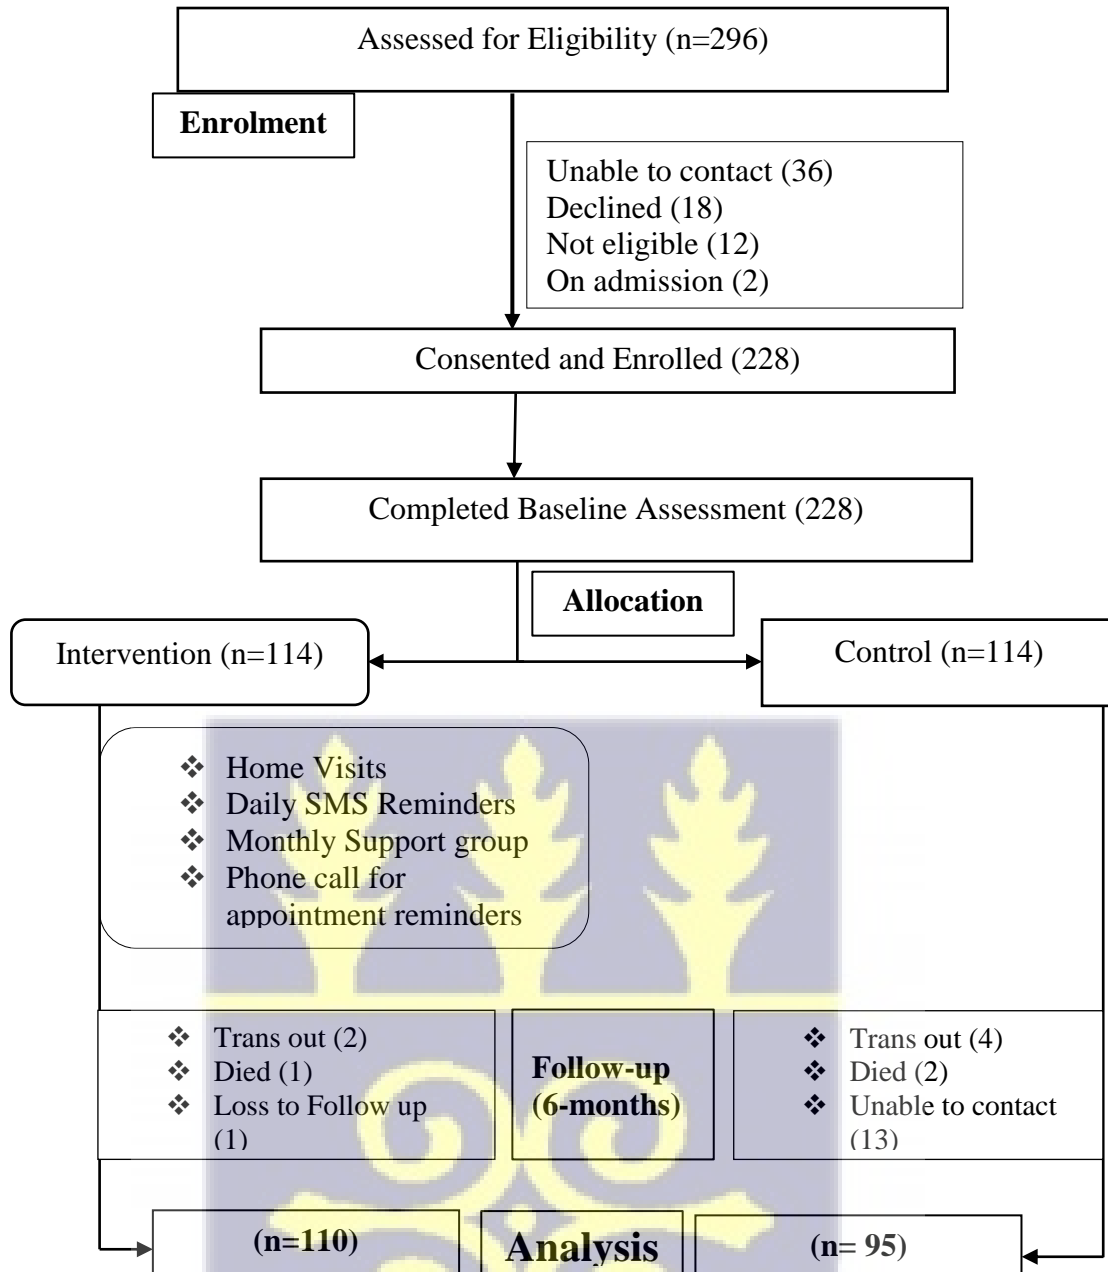 Assessed for Eligibility (n=296)
Enrolment
Unable to contact (36)
Declined (18)
Not eligible (12)
On admission (2)
Consented and Enrolled (228)
Completed Baseline Assessment (228)
Allocation
Intervention (n=114)
Control (n=114)
❖ Home Visits
❖ Daily SMS Reminders
❖ Monthly Support group
❖ Phone call for
appointment reminders
❖ Trans out (2)
❖ Died (1)
❖ Loss to Follow up
(1)
Follow-up
(6-months)
❖ Trans out (4)
❖ Died (2)
❖ Unable to contact
(13)
(n=110)
Analysis
(n= 95)